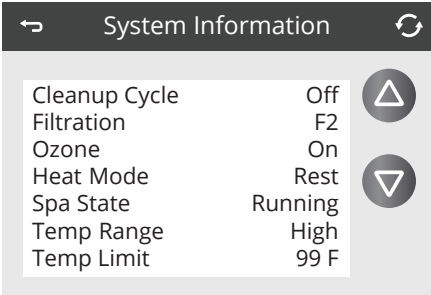 System Information
Cleanup Cycle Off
Filtration F2
Ozone On
Heat Mode Rest
Spa State Running
Temp Range High
Temp Limit 99 F